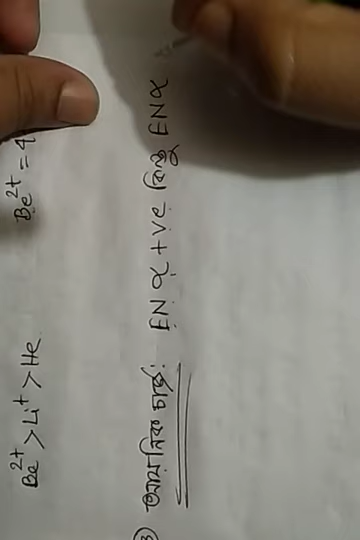 Be²⁺ > Li⁺ > He Be²⁺ = 4
③ আয়নিক চার্জ: EN ∝ +ve কিন্তু EN ∝